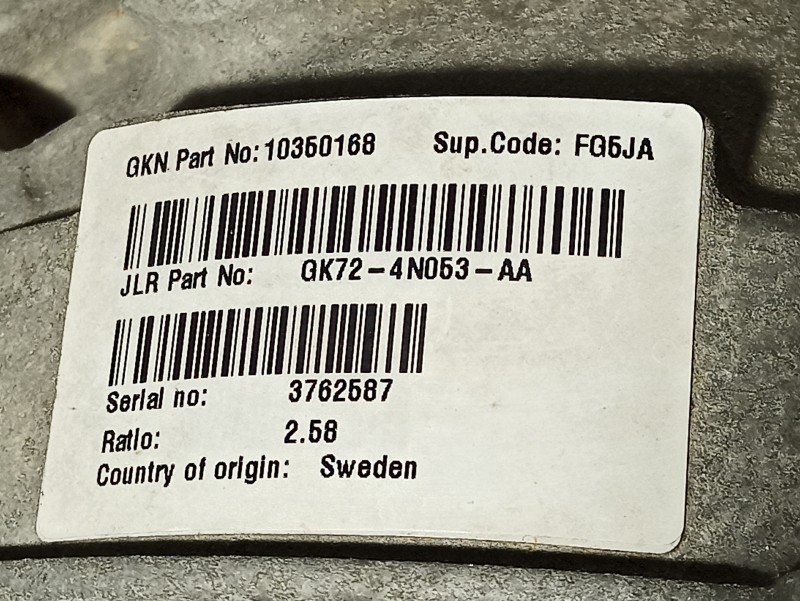 GKN Part No: 10350168 Sup.Code: FG5JA
JLR Part No: GK72-4N053-AA
Serial no: 3762587
Ratio: 2.58
Country of origin: Sweden